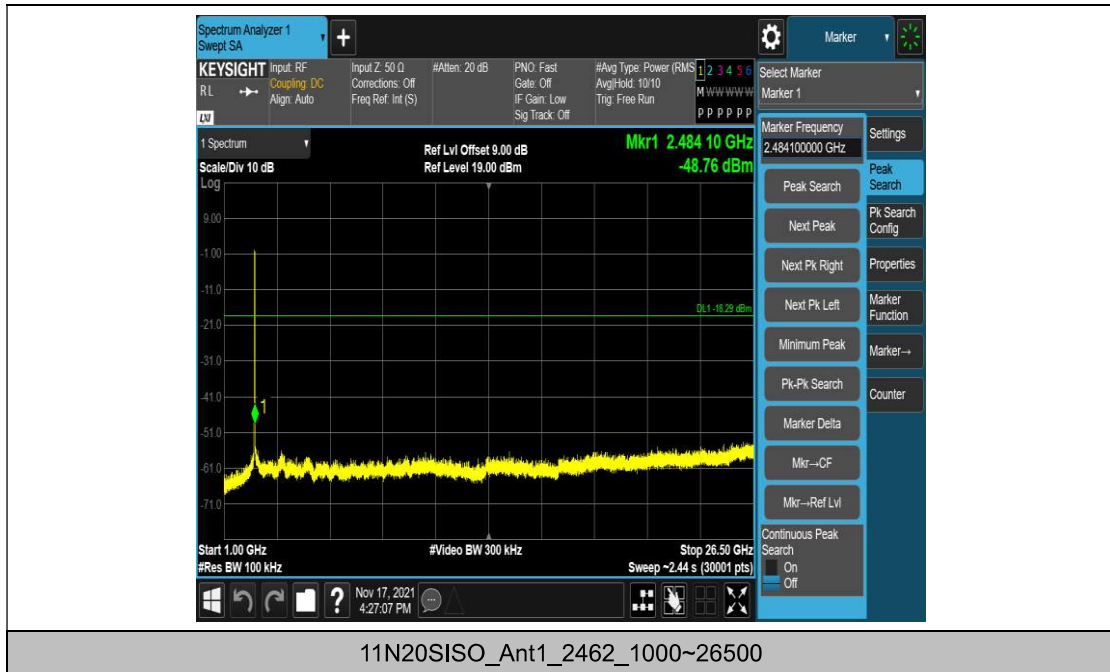 Spectrum Analyzer 1
Swept SA
+
Marker
KEYSIGHT
RL
LXI
Input: RF
Coupling: DC
Align: Auto
Input Z: 50 Ω
Corrections: Off
Freq Ref: Int (S)
#Atten: 20 dB
PNO: Fast
Gate: Off
IF Gain: Low
Sig Track: Off
#Avg Type: Power (RMS
Avg|Hold: 10/10
Trig: Free Run
1 2 3 4 5 6
M W W W W W
P P P P P P
Select Marker
Marker 1
1 Spectrum
Scale/Div 10 dB
Log
Ref Lvl Offset 9.00 dB
Ref Level 19.00 dBm
Mkr1 2.484 10 GHz
-48.76 dBm
9.00
-1.00
-11.0
-21.0
-31.0
-41.0
-51.0
-61.0
-71.0
1
Start 1.00 GHz
#Res BW 100 kHz
#Video BW 300 kHz
Stop 26.50 GHz
Sweep ~2.44 s (30001 pts)
Marker Frequency
2.484100000 GHz
Peak Search
Next Peak
Next Pk Right
Next Pk Left
Minimum Peak
Pk-Pk Search
Marker Delta
Mkr→CF
Mkr→Ref Lvl
Continuous Peak
Search
On
Off
Settings
Peak
Search
Pk Search
Config
Properties
Marker
Function
Marker→
Counter
?
Nov 17, 2021
4:27:07 PM
11N20SISO_Ant1_2462_1000~26500